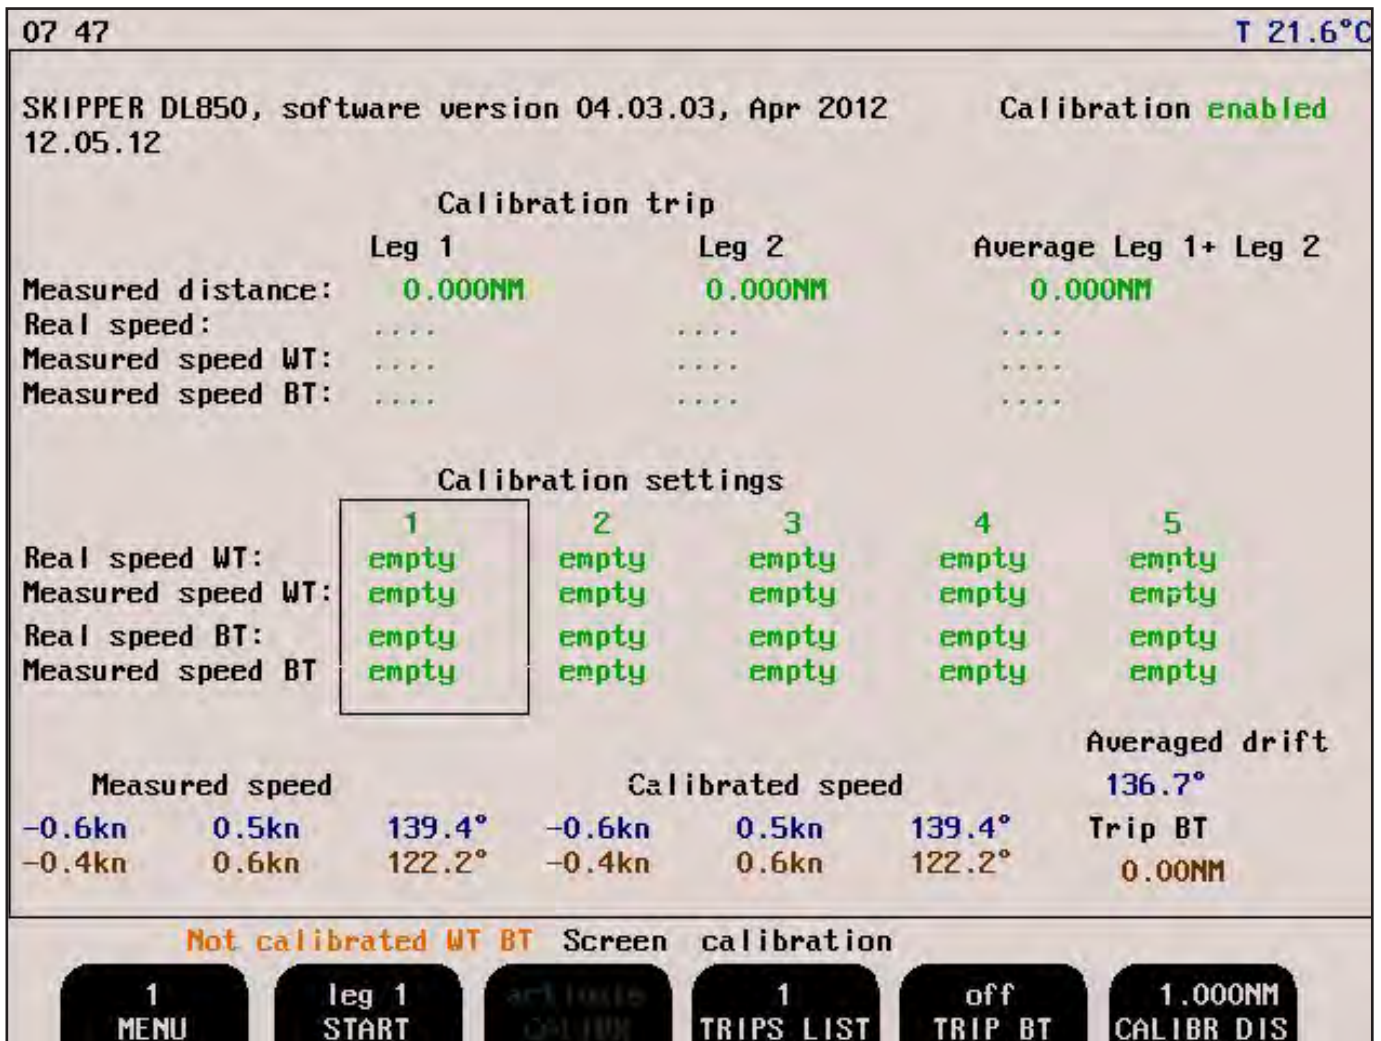 07 47 T 21.6°C
SKIPPER DL850, software version 04.03.03, Apr 2012 Calibration enabled
12.05.12
Calibration trip
Leg 1 Leg 2 Average Leg 1+ Leg 2
Measured distance: 0.000NM 0.000NM 0.000NM
Real speed: .... .... ....
Measured speed WT: .... .... ....
Measured speed BT: .... .... ....
Calibration settings
1 2 3 4 5
Real speed WT: empty empty empty empty empty
Measured speed WT: empty empty empty empty empty
Real speed BT: empty empty empty empty empty
Measured speed BT empty empty empty empty empty
Averaged drift
Measured speed Calibrated speed 136.7°
-0.6kn 0.5kn 139.4° -0.6kn 0.5kn 139.4° Trip BT
-0.4kn 0.6kn 122.2° -0.4kn 0.6kn 122.2° 0.00NM
Not calibrated WT BT Screen calibration
1 leg 1 1 off 1.000NM
MENU START TRIPS LIST TRIP BT CALIBR DIS